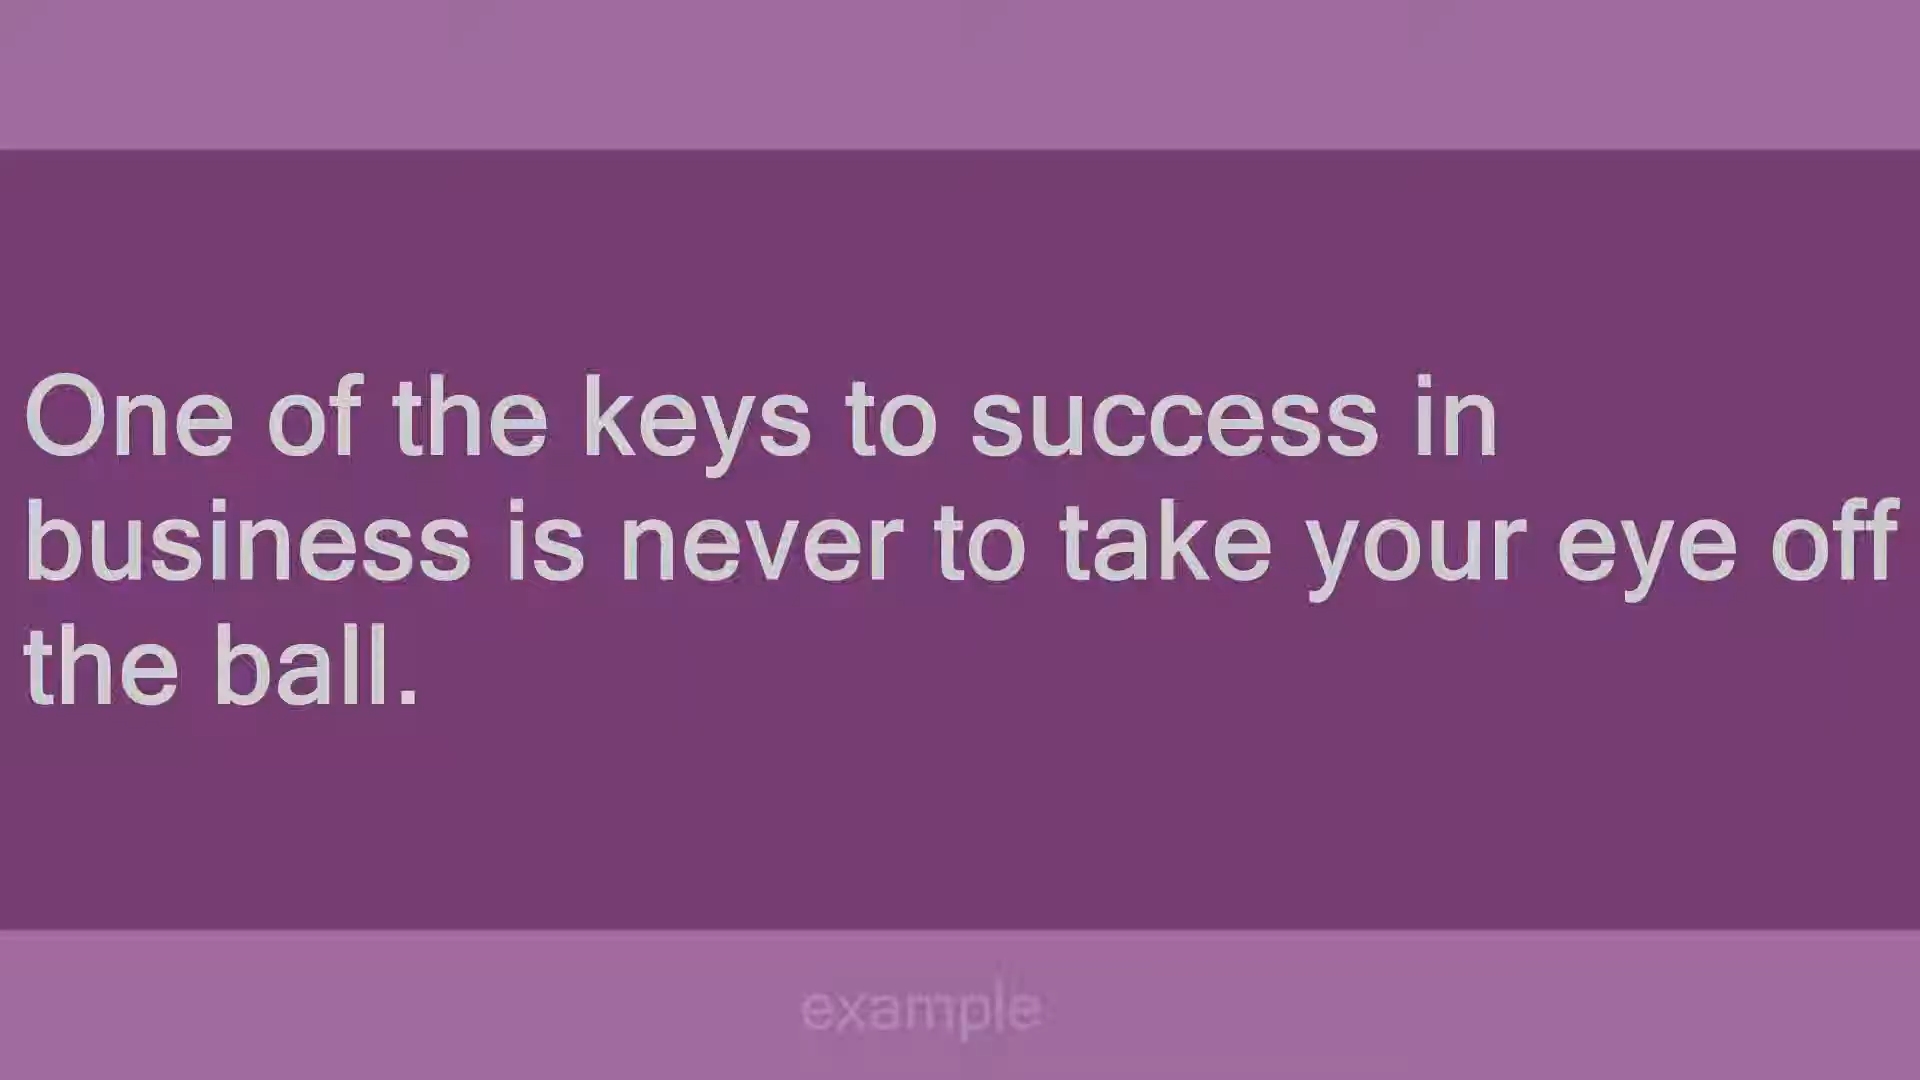 One of the keys to success in
business is never to take your eye off
the ball.
example